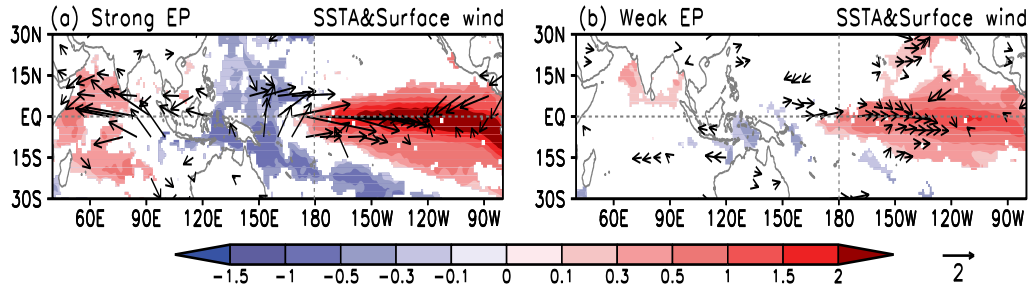 (a) Strong EP SSTA&Surface wind
30N
15N
EQ
15S
30S
60E 90E 120E 150E 180 150W 120W 90W
(b) Weak EP SSTA&Surface wind
30N
15N
EQ
15S
30S
60E 90E 120E 150E 180 150W 120W 90W
-1.5 -1 -0.5 -0.3 -0.1 0 0.1 0.3 0.5 1 1.5 2
2